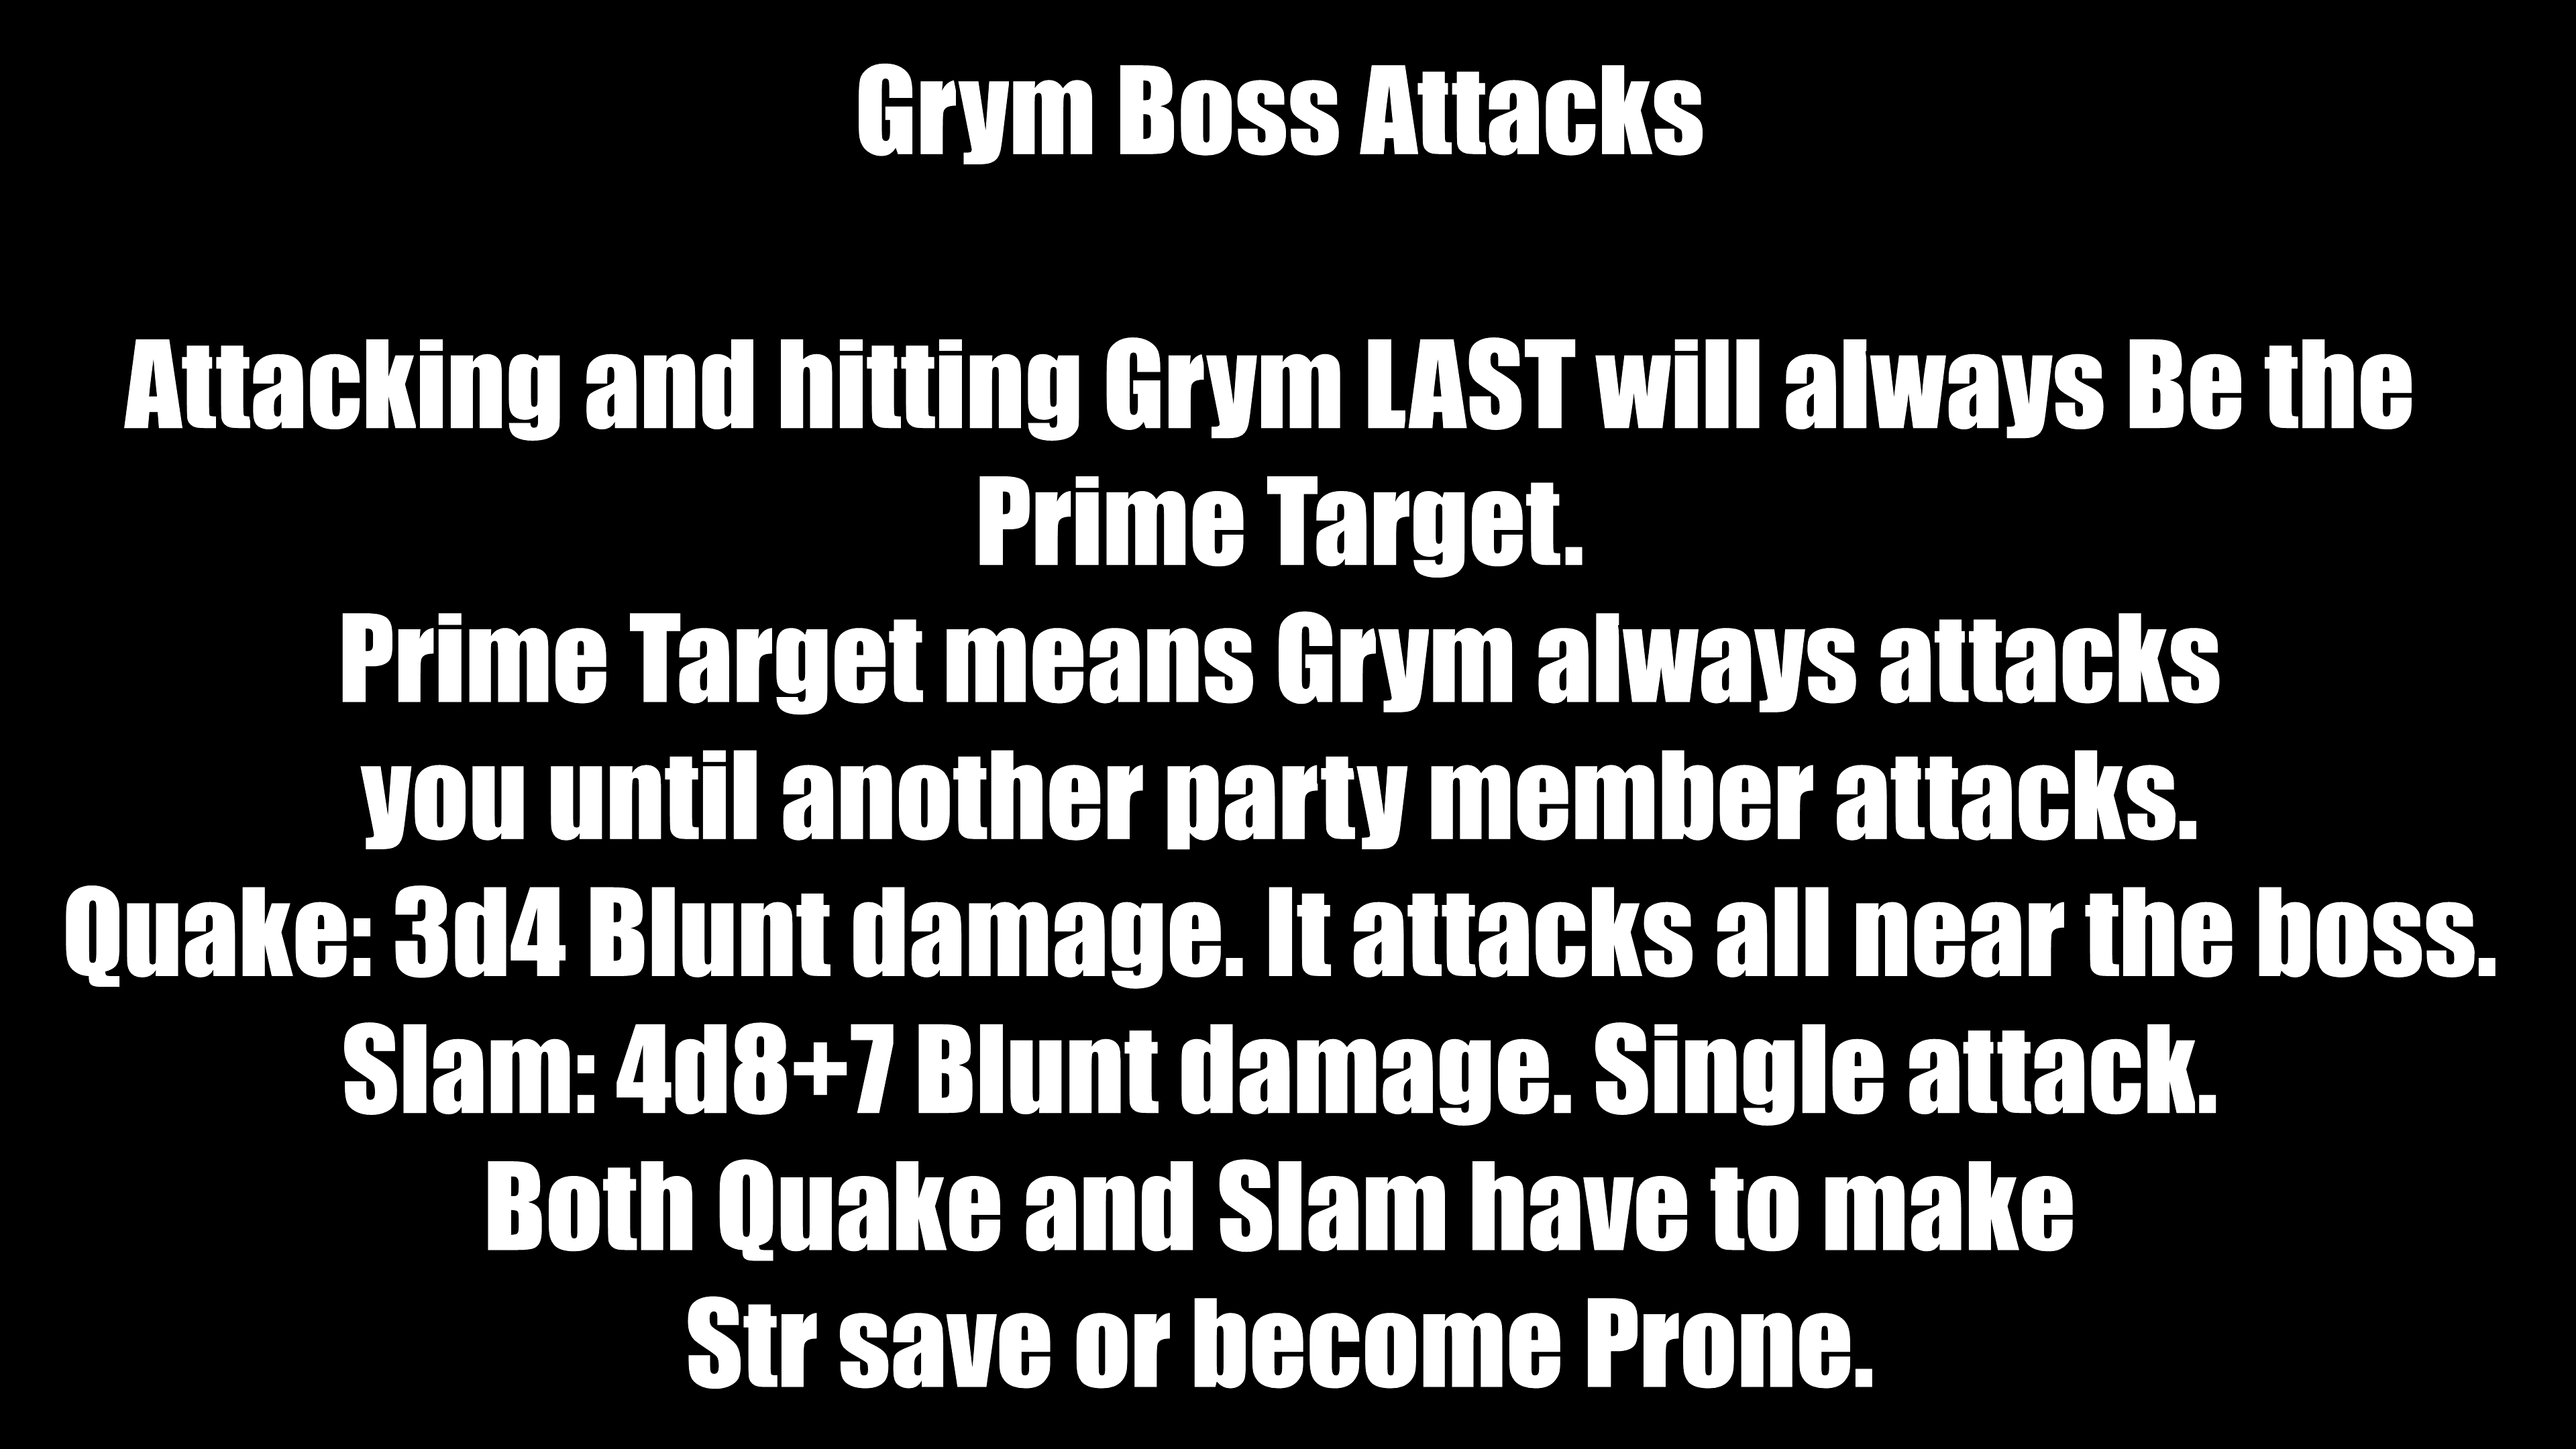 Grym Boss Attacks
Attacking and hitting Grym LAST will always Be the
Prime Target.
Prime Target means Grym always attacks
you until another party member attacks.
Quake: 3d4 Blunt damage. It attacks all near the boss.
Slam: 4d8+7 Blunt damage. Single attack.
Both Quake and Slam have to make
Str save or become Prone.